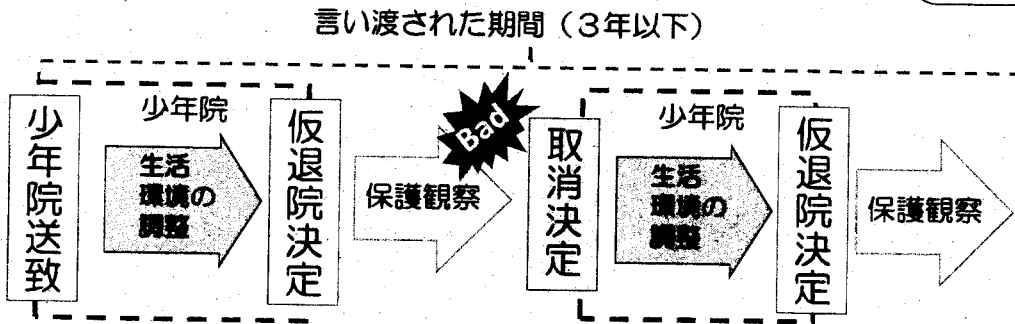 言い渡された期間(3年以下)
少年院送致
少年院
生活
環境の
調整
仮退院決定
保護観察
Bad
取消決定
少年院
生活
環境の
調整
仮退院決定
保護観察